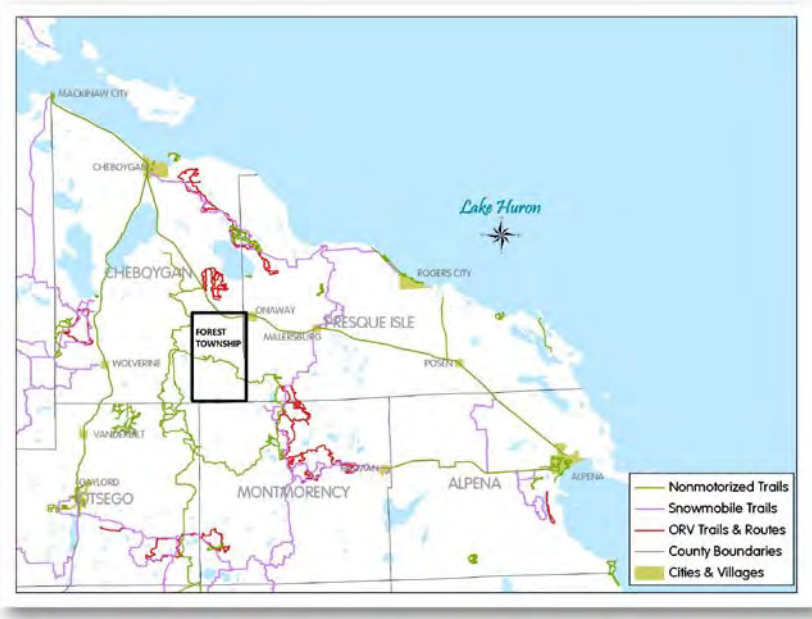 MACKINAW CITY
CHEBOYGAN
Lake Huron
CHEBOYGAN
ROGERS CITY
ONAWAY
PRESQUE ISLE
FOREST
TOWNSHIP
MILLERSBURG
WOLVERINE
POSEN
VANDERBILT
GAYLORD
OTSEGO
MONTMORENCY
ALPENA
ALPENA
Nonmotorized Trails
Snowmobile Trails
ORV Trails & Routes
County Boundaries
Cities & Villages